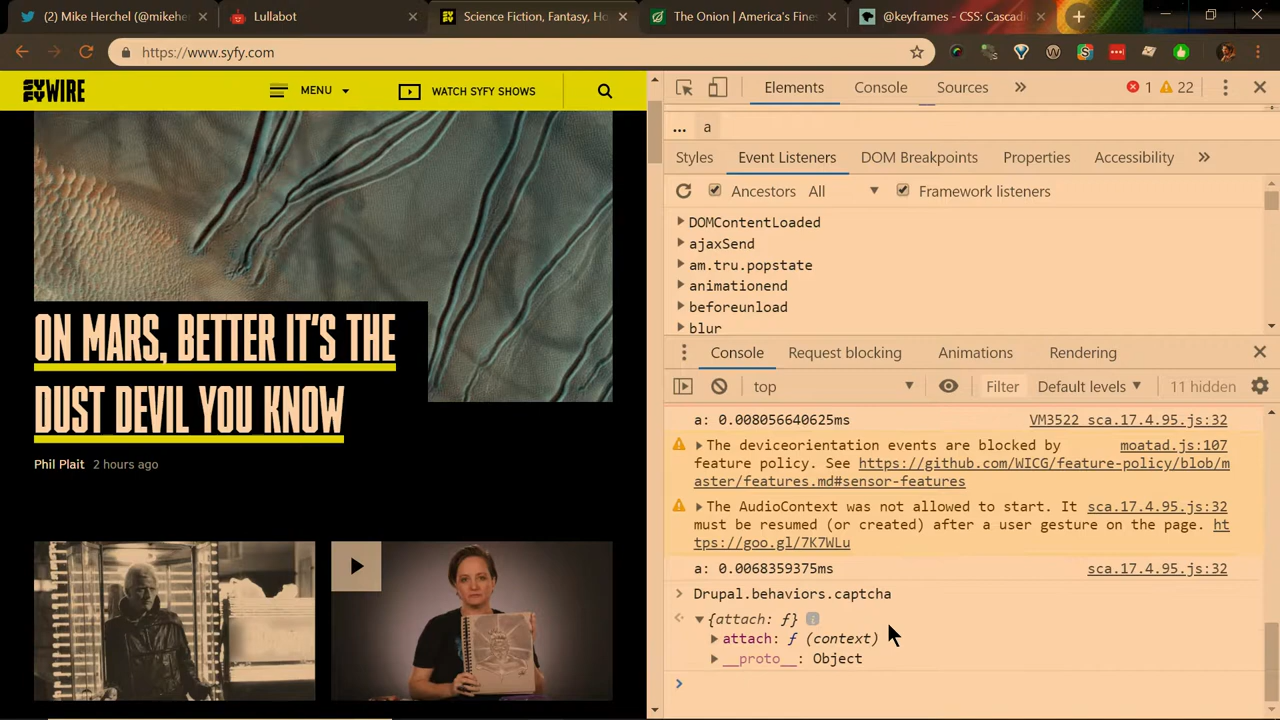 (2) Mike Herchel (@mikehe
Lullabot
Science Fiction, Fantasy, Ho
The Onion | America's Fines
@keyframes - CSS: Cascadi
https://www.syfy.com
SYFY WIRE
MENU
WATCH SYFY SHOWS
ON MARS, BETTER IT'S THE
DUST DEVIL YOU KNOW
Phil Plait 2 hours ago
Elements
Console
Sources
1
22
... a
Styles
Event Listeners
DOM Breakpoints
Properties
Accessibility
Ancestors
All
Framework listeners
DOMContentLoaded
ajaxSend
am.tru.popstate
animationend
beforeunload
blur
Console
Request blocking
Animations
Rendering
top
Filter
Default levels
11 hidden
a: 0.008056640625ms VM3522 sca.17.4.95.js:32
The deviceorientation events are blocked by moatad.js:107
feature policy. See https://github.com/WICG/feature-policy/blob/m
aster/features.md#sensor-features
The AudioContext was not allowed to start. It sca.17.4.95.js:32
must be resumed (or created) after a user gesture on the page. ht
tps://goo.gl/7K7WLu
a: 0.0068359375ms sca.17.4.95.js:32
Drupal.behaviors.captcha
{attach: ƒ}
attach: ƒ (context)
__proto__: Object